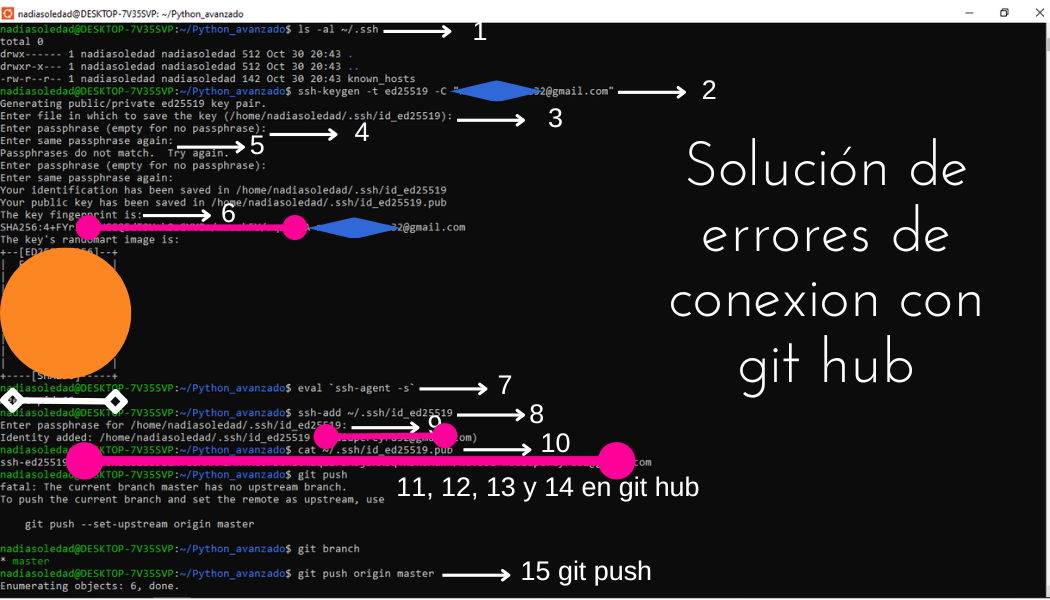 nadiasoledad@DESKTOP-7V35SVP: ~/Python_avanzado
nadiasoledad@DESKTOP-7V35SVP:~/Python_avanzado$ ls -al ~/.ssh 1
total 0
drwx------ 1 nadiasoledad nadiasoledad 512 Oct 30 20:43 .
drwxr-x--- 1 nadiasoledad nadiasoledad 512 Oct 30 20:43 ..
-rw-r--r-- 1 nadiasoledad nadiasoledad 142 Oct 30 20:43 known_hosts
nadiasoledad@DESKTOP-7V35SVP:~/Python_avanzado$ ssh-keygen -t ed25519 -C " 32@gmail.com" 2
Generating public/private ed25519 key pair.
Enter file in which to save the key (/home/nadiasoledad/.ssh/id_ed25519): 3
Enter passphrase (empty for no passphrase): 4
Enter same passphrase again: 5
Passphrases do not match. Try again.
Enter passphrase (empty for no passphrase):
Enter same passphrase again:
Your identification has been saved in /home/nadiasoledad/.ssh/id_ed25519
Your public key has been saved in /home/nadiasoledad/.ssh/id_ed25519.pub
The key fingerprint is: 6
SHA256:4+FYr 32@gmail.com
The key's randomart image is:
Solución de
errores de
conexion con
git hub
nadiasoledad@DESKTOP-7V35SVP:~/Python_avanzado$ eval `ssh-agent -s` 7
nadiasoledad@DESKTOP-7V35SVP:~/Python_avanzado$ ssh-add ~/.ssh/id_ed25519 8
Enter passphrase for /home/nadiasoledad/.ssh/id_ed25519: 9
Identity added: /home/nadiasoledad/.ssh/id_ed25519 om)
nadiasoledad@DESKTOP-7V35SVP:~/Python_avanzado$ cat ~/.ssh/id_ed25519.pub 10
ssh-ed25519 om
nadiasoledad@DESKTOP-7V35SVP:~/Python_avanzado$ git push
fatal: The current branch master has no upstream branch.
11, 12, 13 y 14 en git hub
To push the current branch and set the remote as upstream, use
git push --set-upstream origin master
nadiasoledad@DESKTOP-7V35SVP:~/Python_avanzado$ git branch
* master
nadiasoledad@DESKTOP-7V35SVP:~/Python_avanzado$ git push origin master 15 git push
Enumerating objects: 6, done.